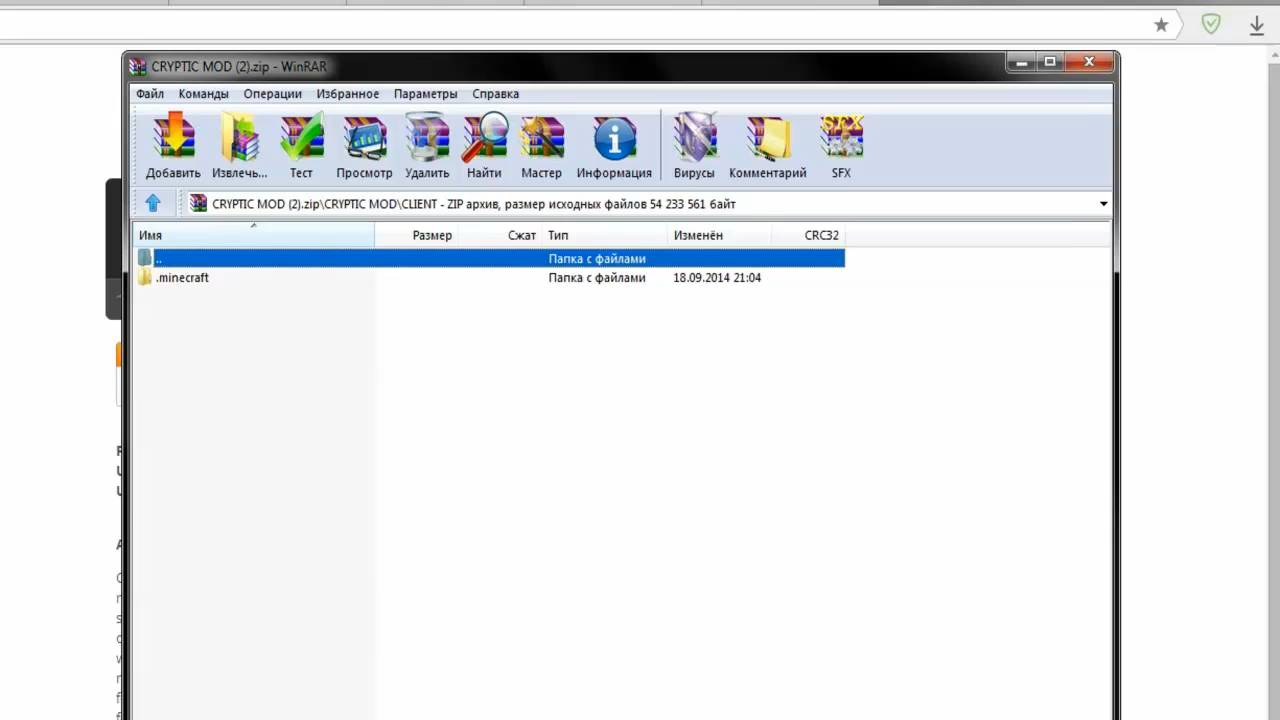 CRYPTIC MOD (2).zip - WinRAR
Файл Команды Операции Избранное Параметры Справка
Добавить Извлечь... Тест Просмотр Удалить Найти Мастер Информация Вирусы Комментарий SFX
CRYPTIC MOD (2).zip\CRYPTIC MOD\CLIENT - ZIP архив, размер исходных файлов 54 233 561 байт
Имя Размер Сжат Тип Изменён CRC32
.. Папка с файлами
.minecraft Папка с файлами 18.09.2014 21:04